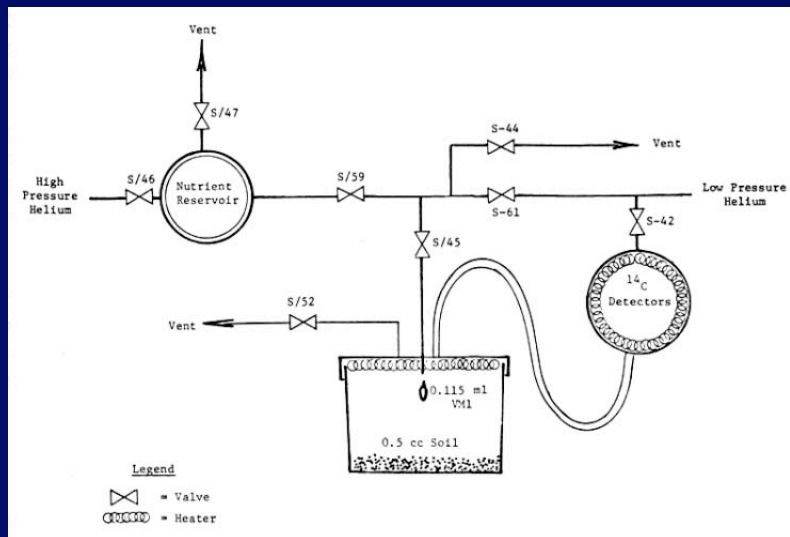 Vent
S/47
S-44
Vent
S/46
S/59
High
Pressure
Helium
Nutrient
Reservoir
S-61
Low Pressure
Helium
S/45
S-42
14C
Detectors
S/52
Vent
0.115 ml
VM1
0.5 cc Soil
Legend
= Valve
= Heater